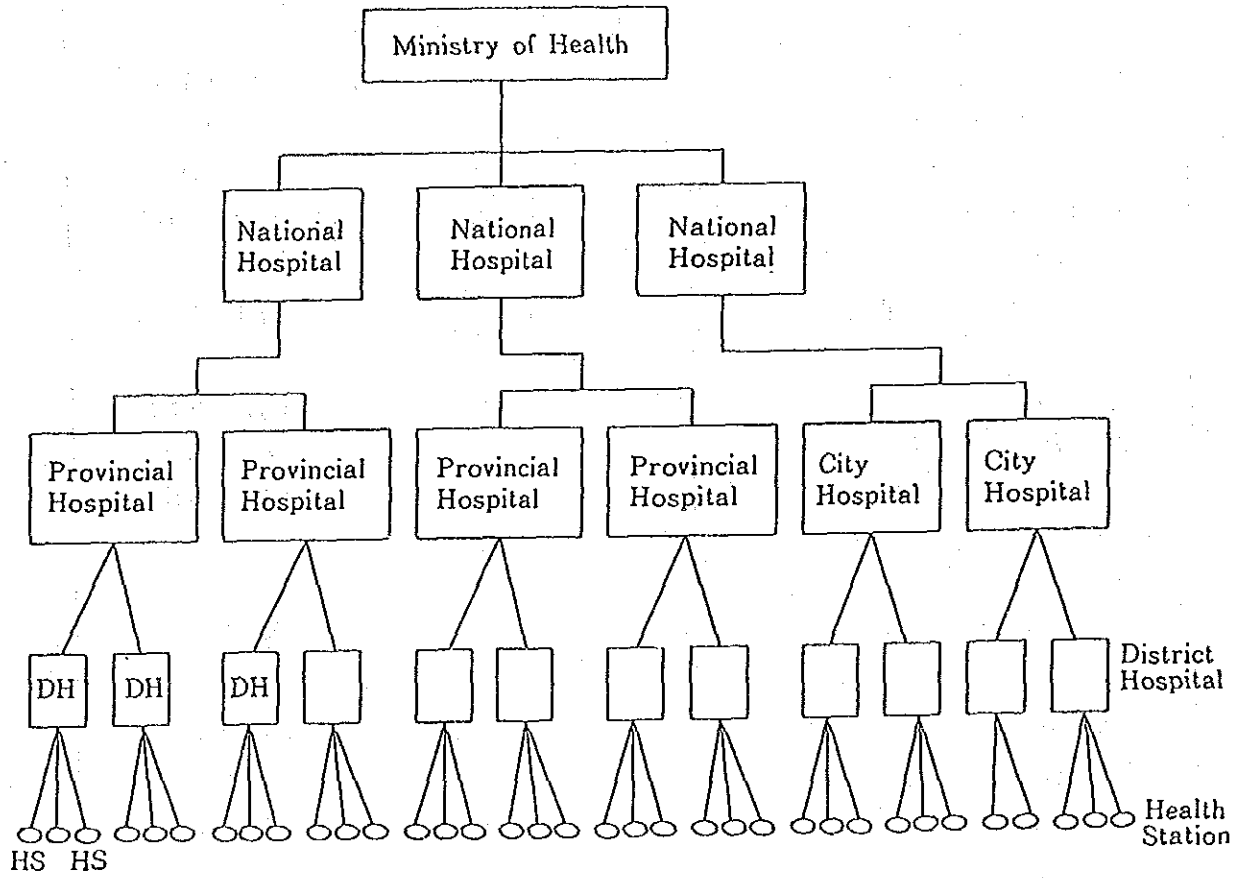 Ministry of Health
National
Hospital
National
Hospital
National
Hospital
Provincial
Hospital
Provincial
Hospital
Provincial
Hospital
Provincial
Hospital
City
Hospital
City
Hospital
DH
DH
DH
District
Hospital
Health
Station
HS HS